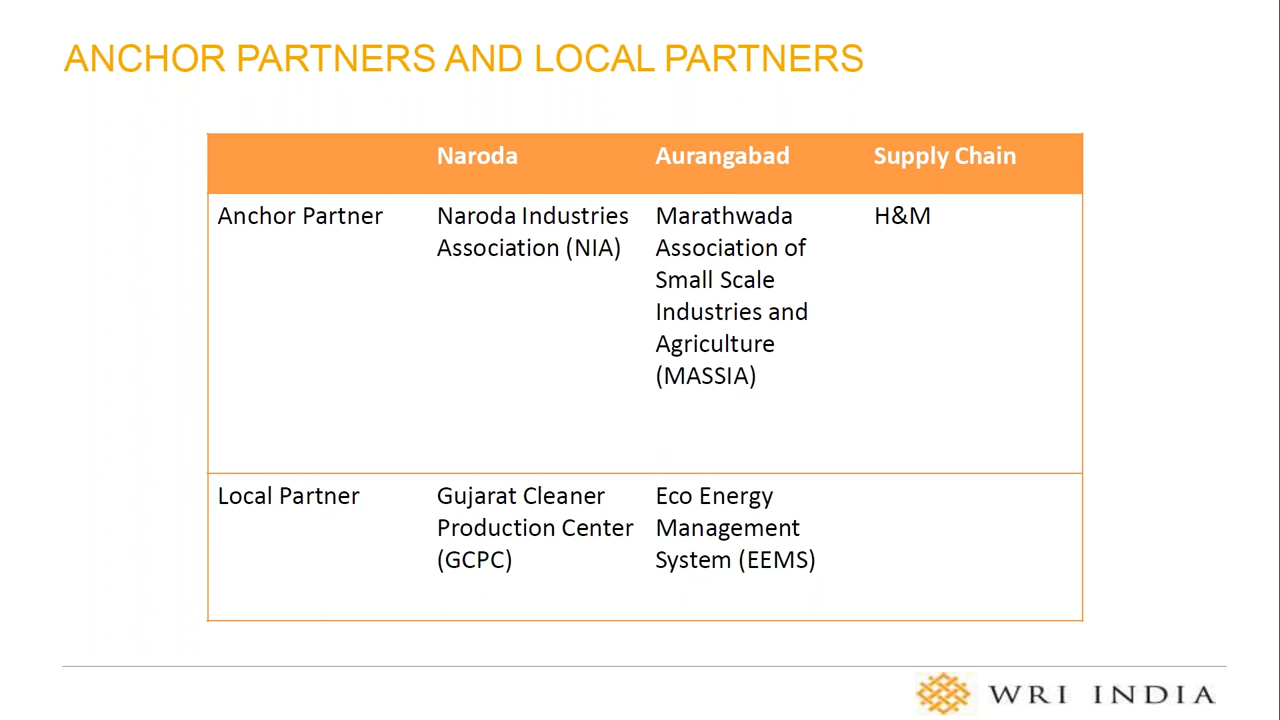 ANCHOR PARTNERS AND LOCAL PARTNERS
Naroda Aurangabad Supply Chain
Anchor Partner
Naroda Industries
Association (NIA)
Marathwada
Association of
Small Scale
Industries and
Agriculture
(MASSIA)
H&M
Local Partner
Gujarat Cleaner
Production Center
(GCPC)
Eco Energy
Management
System (EEMS)
WRI INDIA